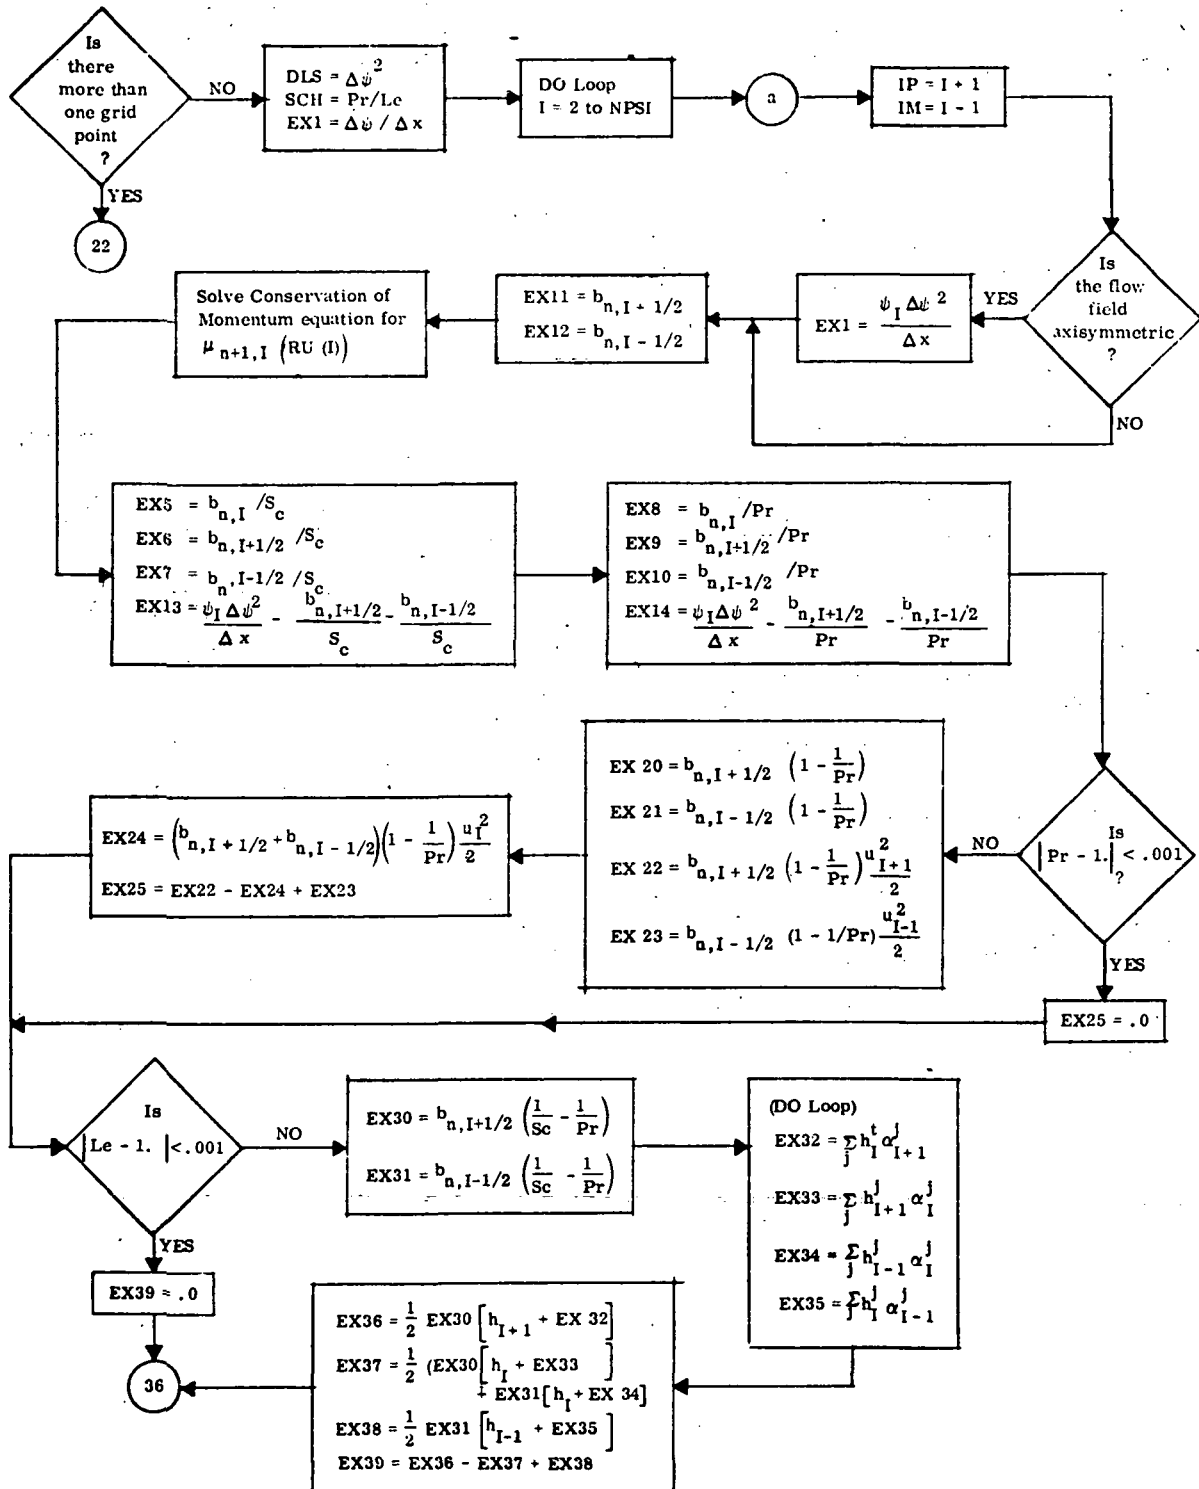 Is
there
more than
one grid
point
?
NO
YES
22
DLS = Δψ²
SCH = Pr/Le
EX1 = Δψ / Δx
DO Loop
I = 2 to NPSI
a
IP = I + 1
IM = I - 1
Is
the flow
field
axisymmetric
?
YES
NO
EX1 = ψ_I Δψ² / Δx
EX11 = b_n,I + 1/2
EX12 = b_n,I - 1/2
Solve Conservation of
Momentum equation for
μ_n+1,I (RU (I))
EX5 = b_n,I /S_c
EX6 = b_n,I+1/2 /S_c
EX7 = b_n,I-1/2 /S_c
EX13 = ψ_I Δψ² / Δx - b_n,I+1/2 / S_c - b_n,I-1/2 / S_c
EX8 = b_n,I /Pr
EX9 = b_n,I+1/2 /Pr
EX10 = b_n,I-1/2 /Pr
EX14 = ψ_I Δψ² / Δx - b_n,I+1/2 / Pr - b_n,I-1/2 / Pr
Is
|Pr - 1.| < .001
?
NO
YES
EX25 = .0
EX 20 = b_n,I + 1/2 (1 - 1/Pr)
EX 21 = b_n,I - 1/2 (1 - 1/Pr)
EX 22 = b_n,I + 1/2 (1 - 1/Pr) u²_I+1 / 2
EX 23 = b_n,I - 1/2 (1 - 1/Pr) u²_I-1 / 2
EX24 = (b_n,I + 1/2 + b_n,I - 1/2)(1 - 1/Pr) u_I² / 2
EX25 = EX22 - EX24 + EX23
Is
|Le - 1. | < .001
NO
YES
EX39 = .0
36
EX30 = b_n,I+1/2 (1/Sc - 1/Pr)
EX31 = b_n,I-1/2 (1/Sc - 1/Pr)
(DO Loop)
EX32 = Σ_j h_I^t α_I+1^j
EX33 = Σ_j h_I+1^j α_I^j
EX34 = Σ_j h_I-1^j α_I^j
EX35 = Σ_j h_I^j α_I-1^j
EX36 = 1/2 EX30 [h_I+1 + EX 32]
EX37 = 1/2 (EX30 [h_I + EX33 ]
+ EX31 [h_I + EX 34]
EX38 = 1/2 EX31 [h_I-1 + EX35 ]
EX39 = EX36 - EX37 + EX38